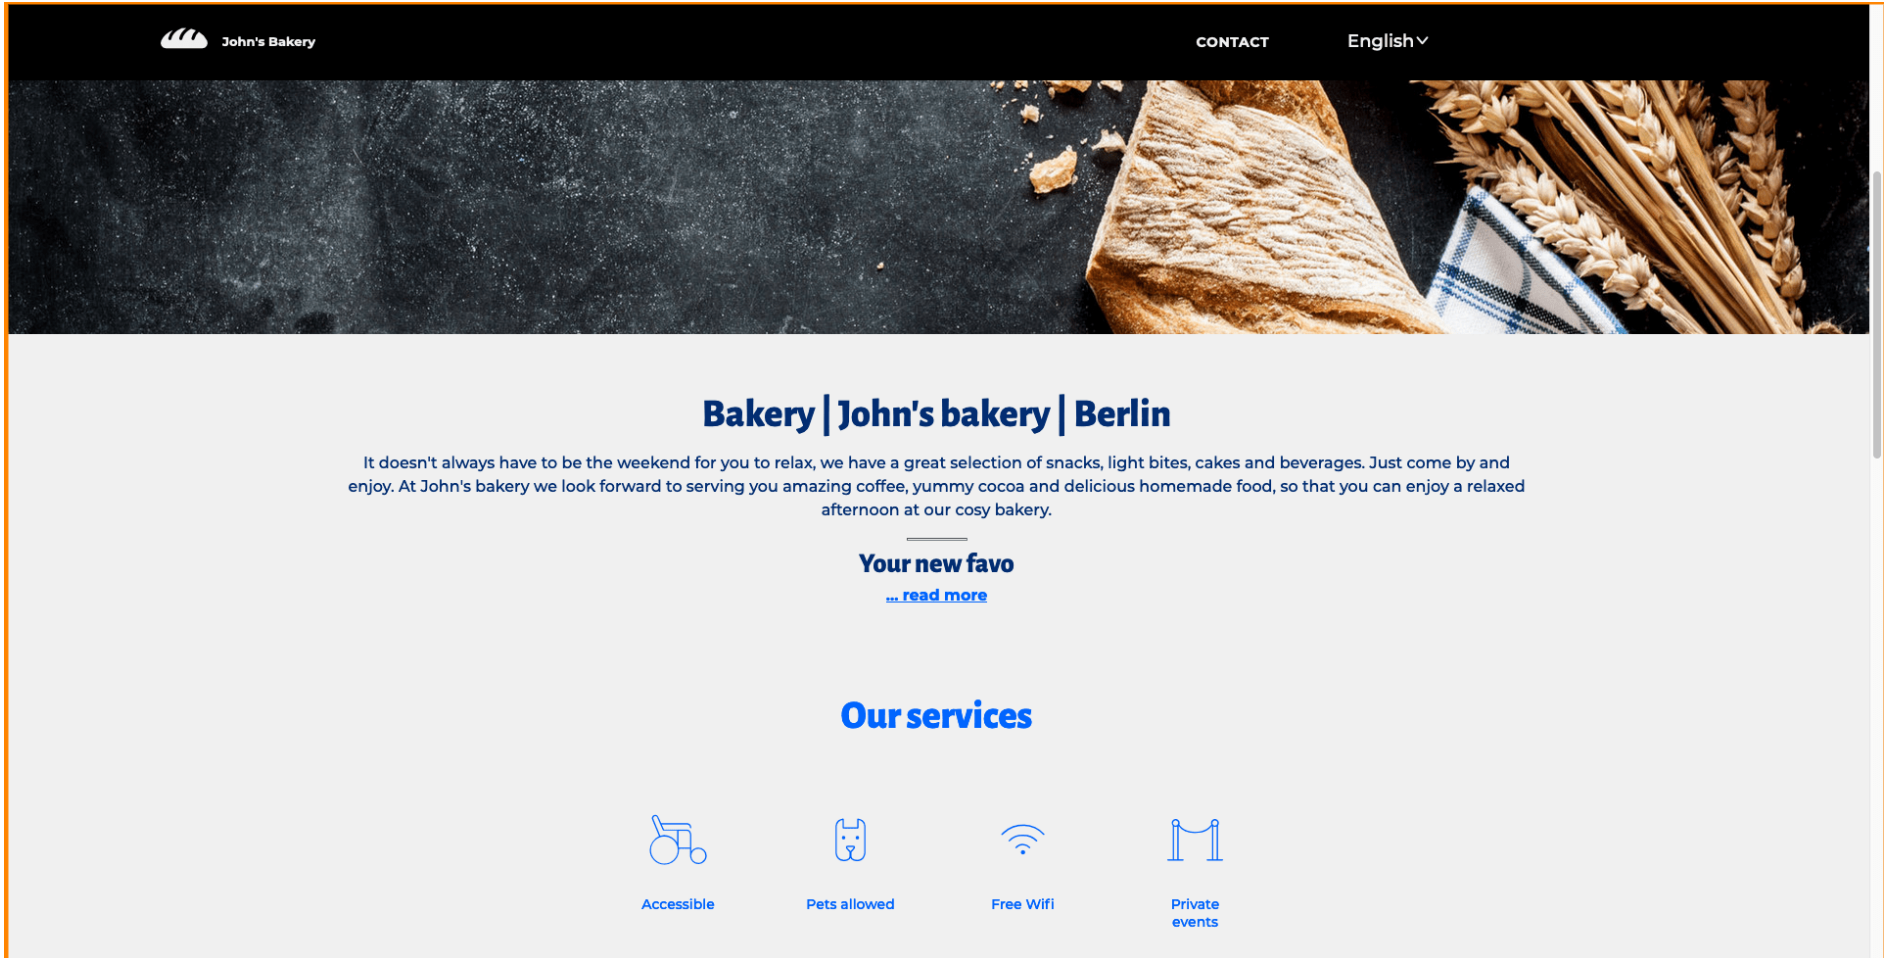 John's Bakery
CONTACT
English
Bakery | John's bakery | Berlin
It doesn't always have to be the weekend for you to relax, we have a great selection of snacks, light bites, cakes and beverages. Just come by and
enjoy. At John's bakery we look forward to serving you amazing coffee, yummy cocoa and delicious homemade food, so that you can enjoy a relaxed
afternoon at our cosy bakery.
Your new favo
... read more
Our services
Accessible
Pets allowed
Free Wifi
Private
events